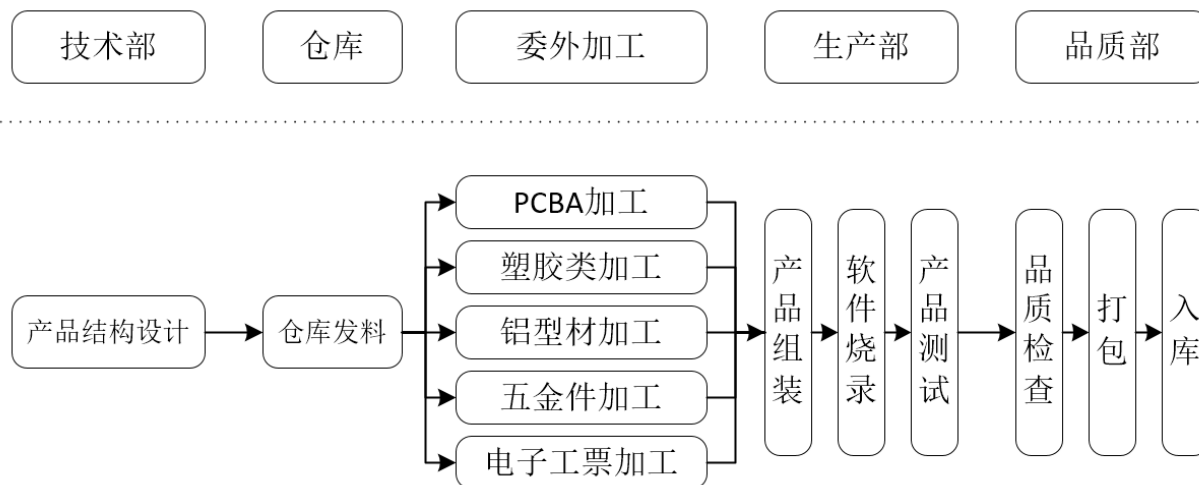 技术部
仓库
委外加工
生产部
品质部
PCBA加工
塑胶类加工
产品结构设计
仓库发料
铝型材加工
五金件加工
电子工票加工
产品组装
软件烧录
产品测试
品质检查
打包
入库